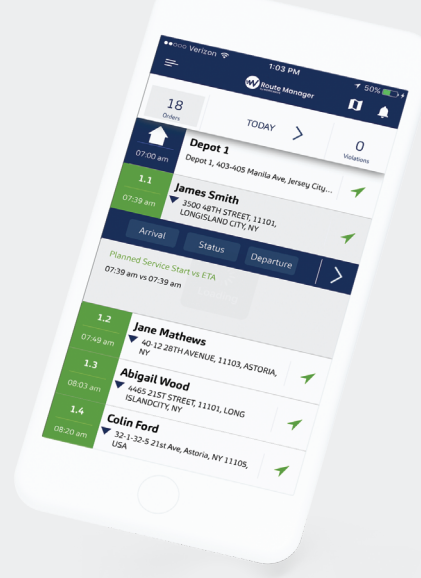 Verizon
1:03 PM
50%
Route Manager
18
Orders
TODAY
0
Violations
07:00 am
Depot 1
Depot 1, 403-405 Manila Ave, Jersey City...
1.1
07:39 am
James Smith
3500 48TH STREET, 11101,
LONGISLAND CITY, NY
Arrival
Status
Departure
Planned Service Start vs ETA
07:39 am vs 07:39 am
1.2
07:49 am
Jane Mathews
40-12 28TH AVENUE, 11103, ASTORIA,
NY
1.3
08:03 am
Abigail Wood
4465 21ST STREET, 11101, LONG
ISLANDCITY, NY
1.4
08:20 am
Colin Ford
32-1-32-5 21st Ave, Astoria, NY 11105,
USA